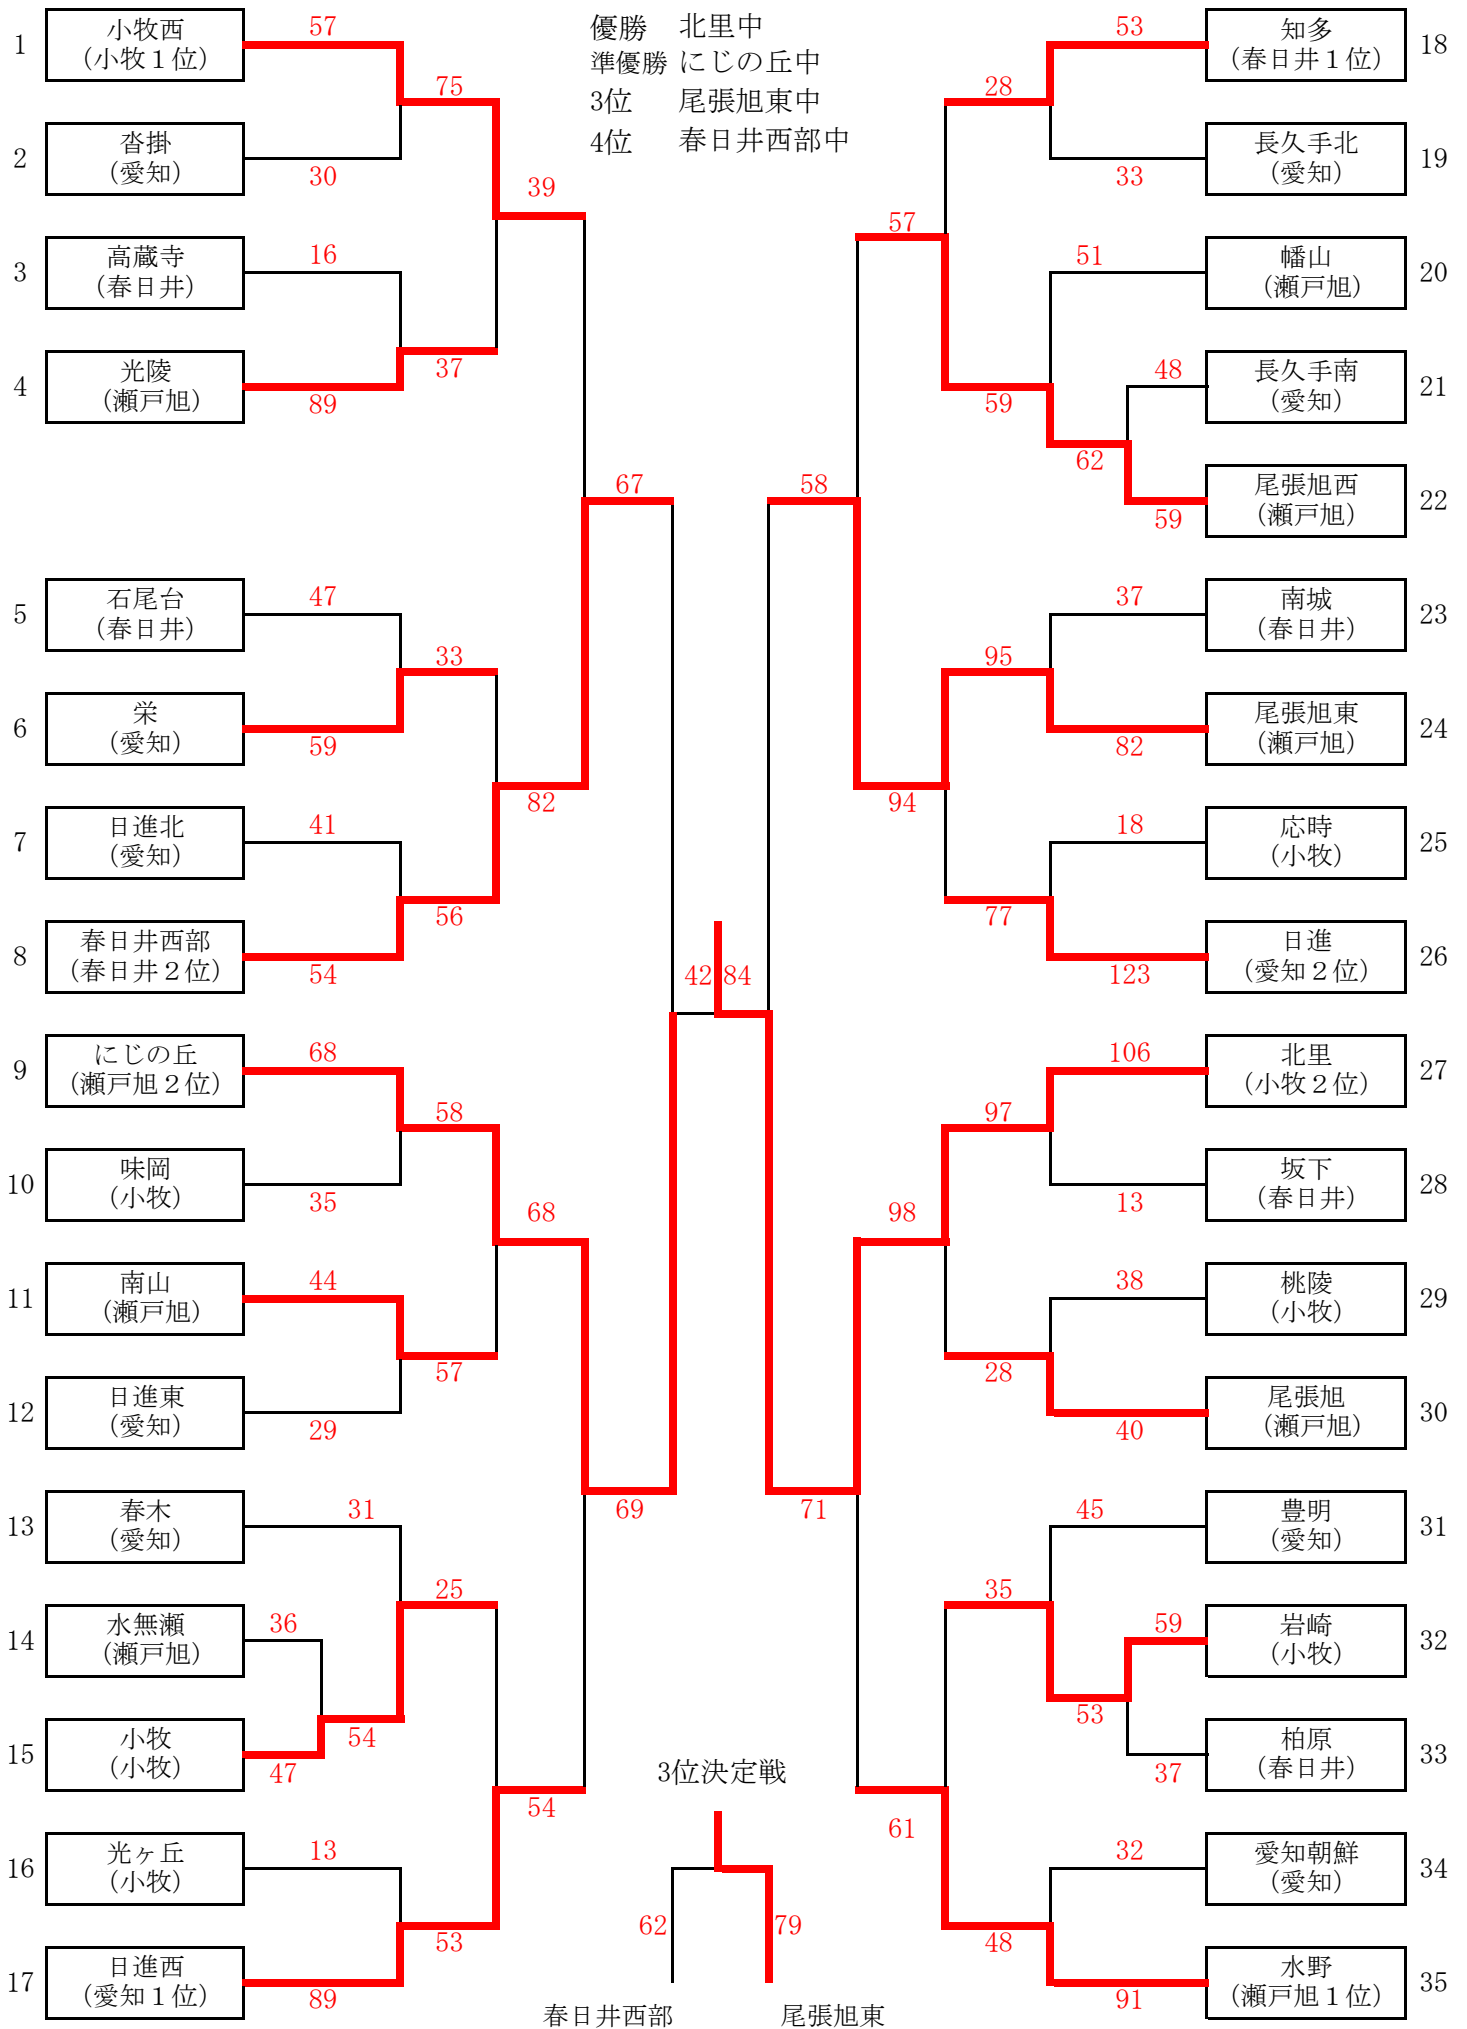 優勝 北里中
準優勝 にじの丘中
3位 尾張旭東中
4位 春日井西部中
1 小牧西
(小牧１位)
57
75
2 沓掛
(愛知)
30
39
3 高蔵寺
(春日井)
16
37
4 光陵
(瀬戸旭)
89
67
5 石尾台
(春日井)
47
33
6 栄
(愛知)
59
82
7 日進北
(愛知)
41
56
8 春日井西部
(春日井２位)
54
42
84
9 にじの丘
(瀬戸旭２位)
68
58
10 味岡
(小牧)
35
68
11 南山
(瀬戸旭)
44
57
12 日進東
(愛知)
29
69
13 春木
(愛知)
31
25
14 水無瀬
(瀬戸旭)
36
54
15 小牧
(小牧)
47
54
16 光ヶ丘
(小牧)
13
53
17 日進西
(愛知１位)
89
53
28
知多
(春日井１位)
18
33
長久手北
(愛知)
19
57
51
幡山
(瀬戸旭)
20
59
48
長久手南
(愛知)
21
62
59
尾張旭西
(瀬戸旭)
22
58
37
南城
(春日井)
23
95
82
尾張旭東
(瀬戸旭)
24
94
18
応時
(小牧)
25
77
123
日進
(愛知２位)
26
106
北里
(小牧２位)
27
97
13
坂下
(春日井)
28
98
38
桃陵
(小牧)
29
28
40
尾張旭
(瀬戸旭)
30
71
45
豊明
(愛知)
31
35
59
岩崎
(小牧)
32
53
37
柏原
(春日井)
33
61
32
愛知朝鮮
(愛知)
34
48
91
水野
(瀬戸旭１位)
35
3位決定戦
62
79
春日井西部 尾張旭東